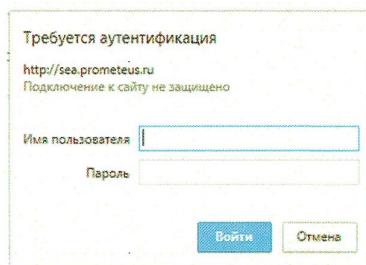 Требуется аутентификация
http://sea.prometeus.ru
Подключение к сайту не защищено
Имя пользователя
Пароль
Войти Отмена